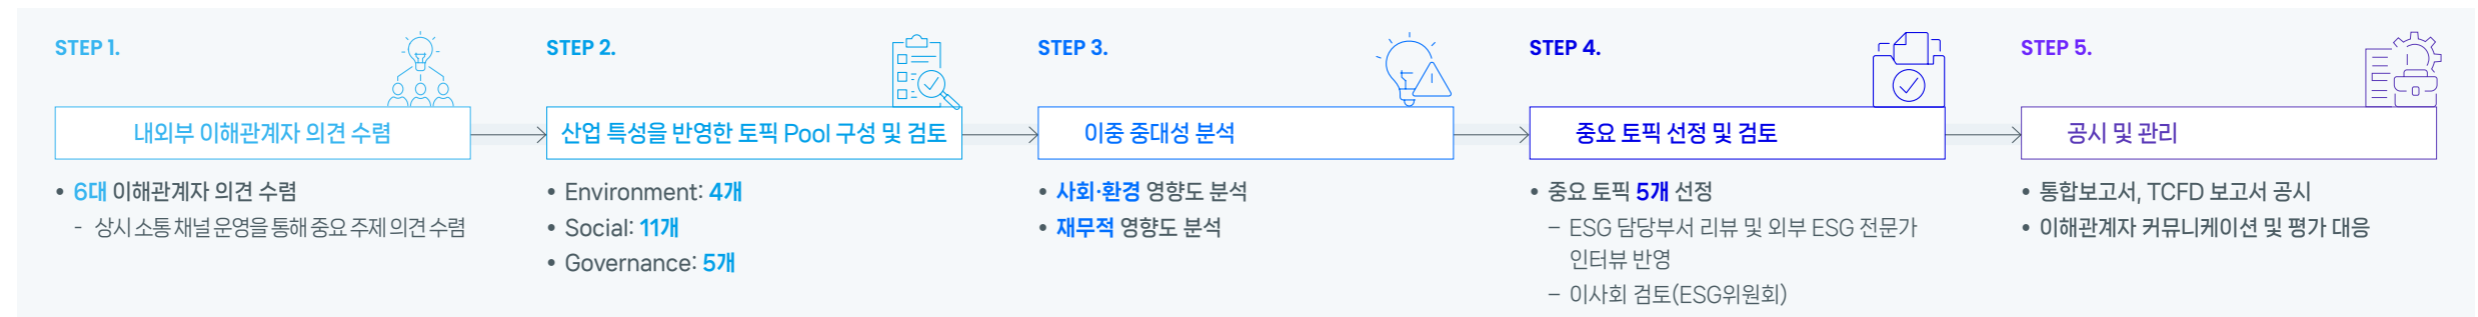 STEP 1.
내외부 이해관계자 의견 수렴
• 6대 이해관계자 의견 수렴
- 상시 소통 채널 운영을 통해 중요 주제 의견 수렴
STEP 2.
산업 특성을 반영한 토픽 Pool 구성 및 검토
• Environment: 4개
• Social: 11개
• Governance: 5개
STEP 3.
이중 중대성 분석
• 사회·환경 영향도 분석
• 재무적 영향도 분석
STEP 4.
중요 토픽 선정 및 검토
• 중요 토픽 5개 선정
– ESG 담당부서 리뷰 및 외부 ESG 전문가
인터뷰 반영
– 이사회 검토(ESG위원회)
STEP 5.
공시 및 관리
• 통합보고서, TCFD 보고서 공시
• 이해관계자 커뮤니케이션 및 평가 대응